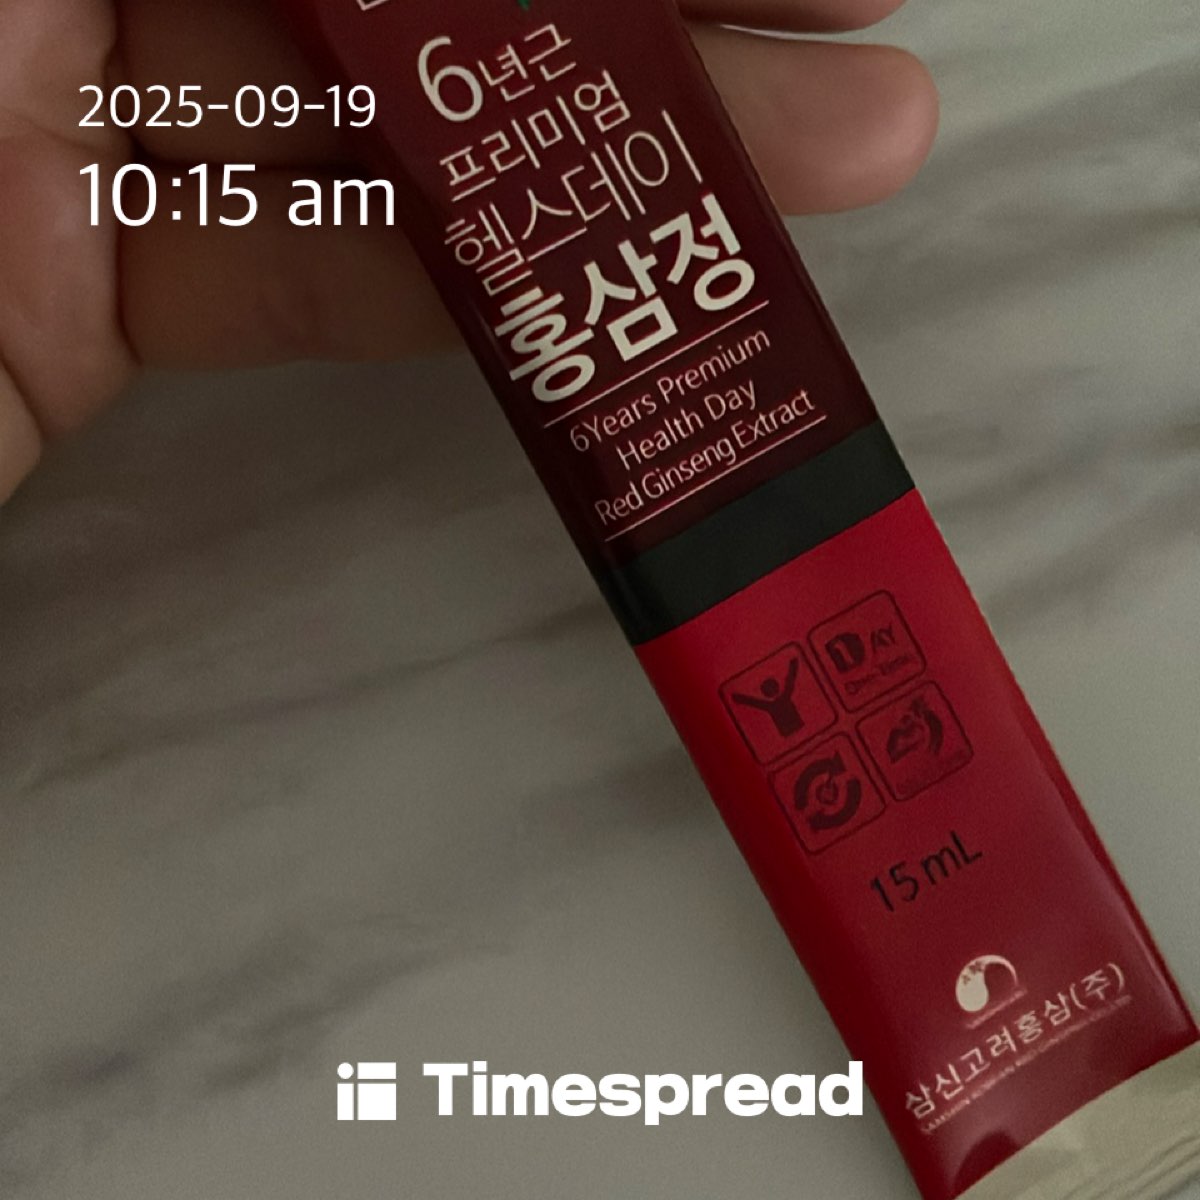 2025-09-19
10:15 am
6년근
프리미엄
헬스데이
홍삼정
6Years Premium
Health Day
Red Ginseng Extract
1DAY
15 mL
삼신고려홍삼(주)
Timespread